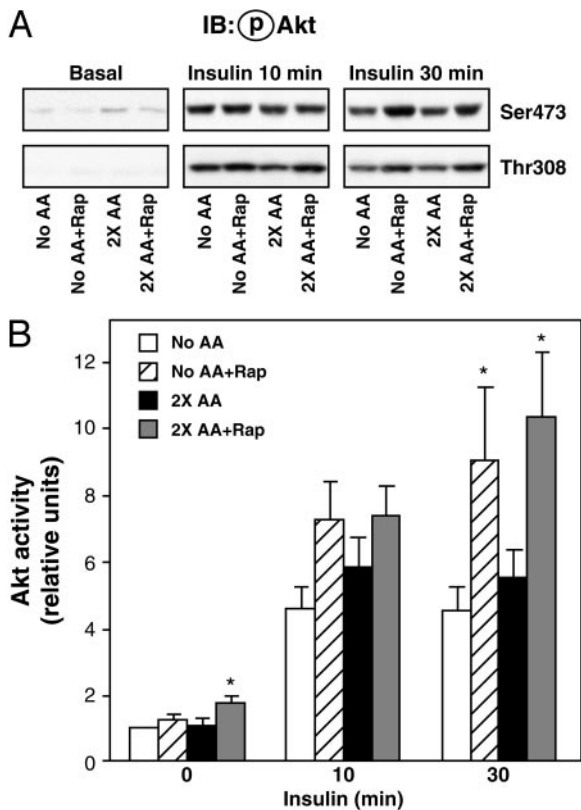 A
IB: p Akt
Basal Insulin 10 min Insulin 30 min
Ser473
Thr308
No AA No AA+Rap 2X AA 2X AA+Rap No AA No AA+Rap 2X AA 2X AA+Rap No AA No AA+Rap 2X AA 2X AA+Rap
B
No AA
No AA+Rap
2X AA
2X AA+Rap
* * *
Akt activity
(relative units)
12
10
8
6
4
2
0
0 10 30
Insulin (min)